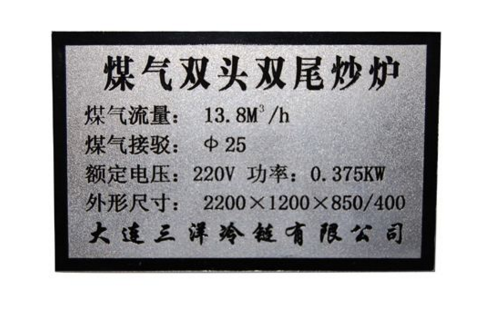 煤气双头双尾炒炉
煤气流量：13.8M³/h
煤气接驳：Φ25
额定电压：220V 功率：0.375KW
外形尺寸：2200×1200×850/400
大连三洋冷链有限公司